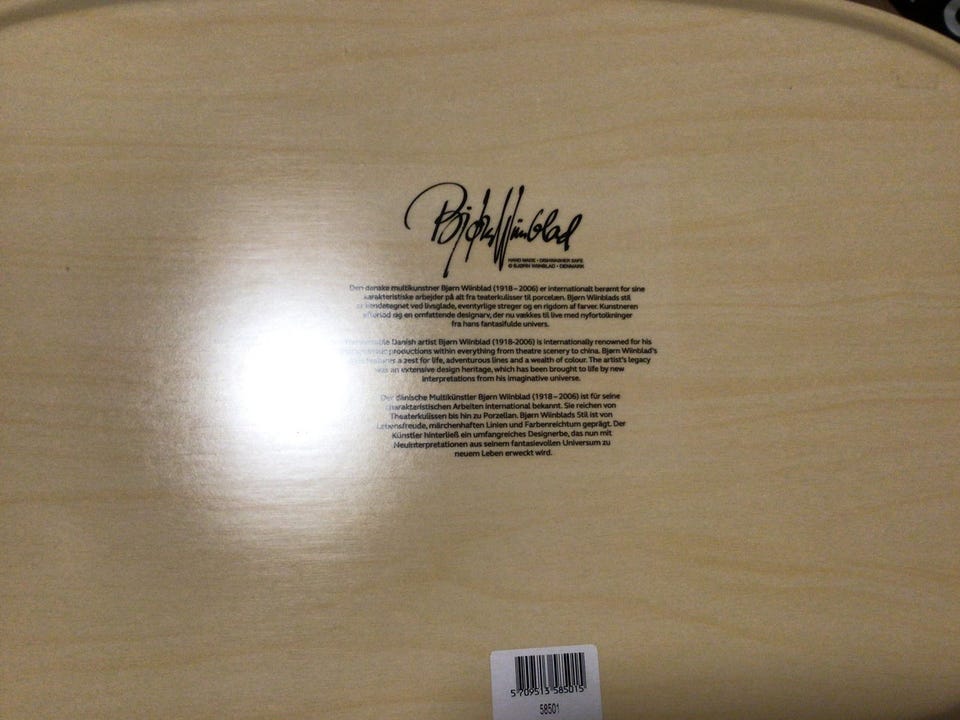 Bjørn Wiinblad
HAND MADE • DISHWASHER SAFE
© BJØRN WIINBLAD • DENMARK
Den danske multikunstner Bjørn Wiinblad (1918–2006) er internationalt berømt for sine
karakteristiske arbejder på alt fra teaterkulisser til porcelæn. Bjørn Wiinblads stil
er kendetegnet ved livsglade, eventyrlige streger og en rigdom af farver. Kunstneren
efterlod sig en omfattende designarv, der nu vækkes til live med nyfortolkninger
fra hans fantasifulde univers.
Danish artist Bjørn Wiinblad (1918-2006) is internationally renowned for his
productions within everything from theatre scenery to china. Bjørn Wiinblad's
a zest for life, adventurous lines and a wealth of colour. The artist's legacy
was an extensive design heritage, which has been brought to life by new
interpretations from his imaginative universe.
Der dänische Multikünstler Bjørn Wiinblad (1918–2006) ist für seine
charakteristischen Arbeiten international bekannt. Sie reichen von
Theaterkulissen bis hin zu Porzellan. Bjørn Wiinblads Stil ist von
Lebensfreude, märchenhaften Linien und Farbenreichtum geprägt. Der
Künstler hinterließ ein umfangreiches Designerbe, das nun mit
Neuinterpretationen aus seinem fantasievollen Universum zu
neuem Leben erweckt wird.
5 709513 585015
58501